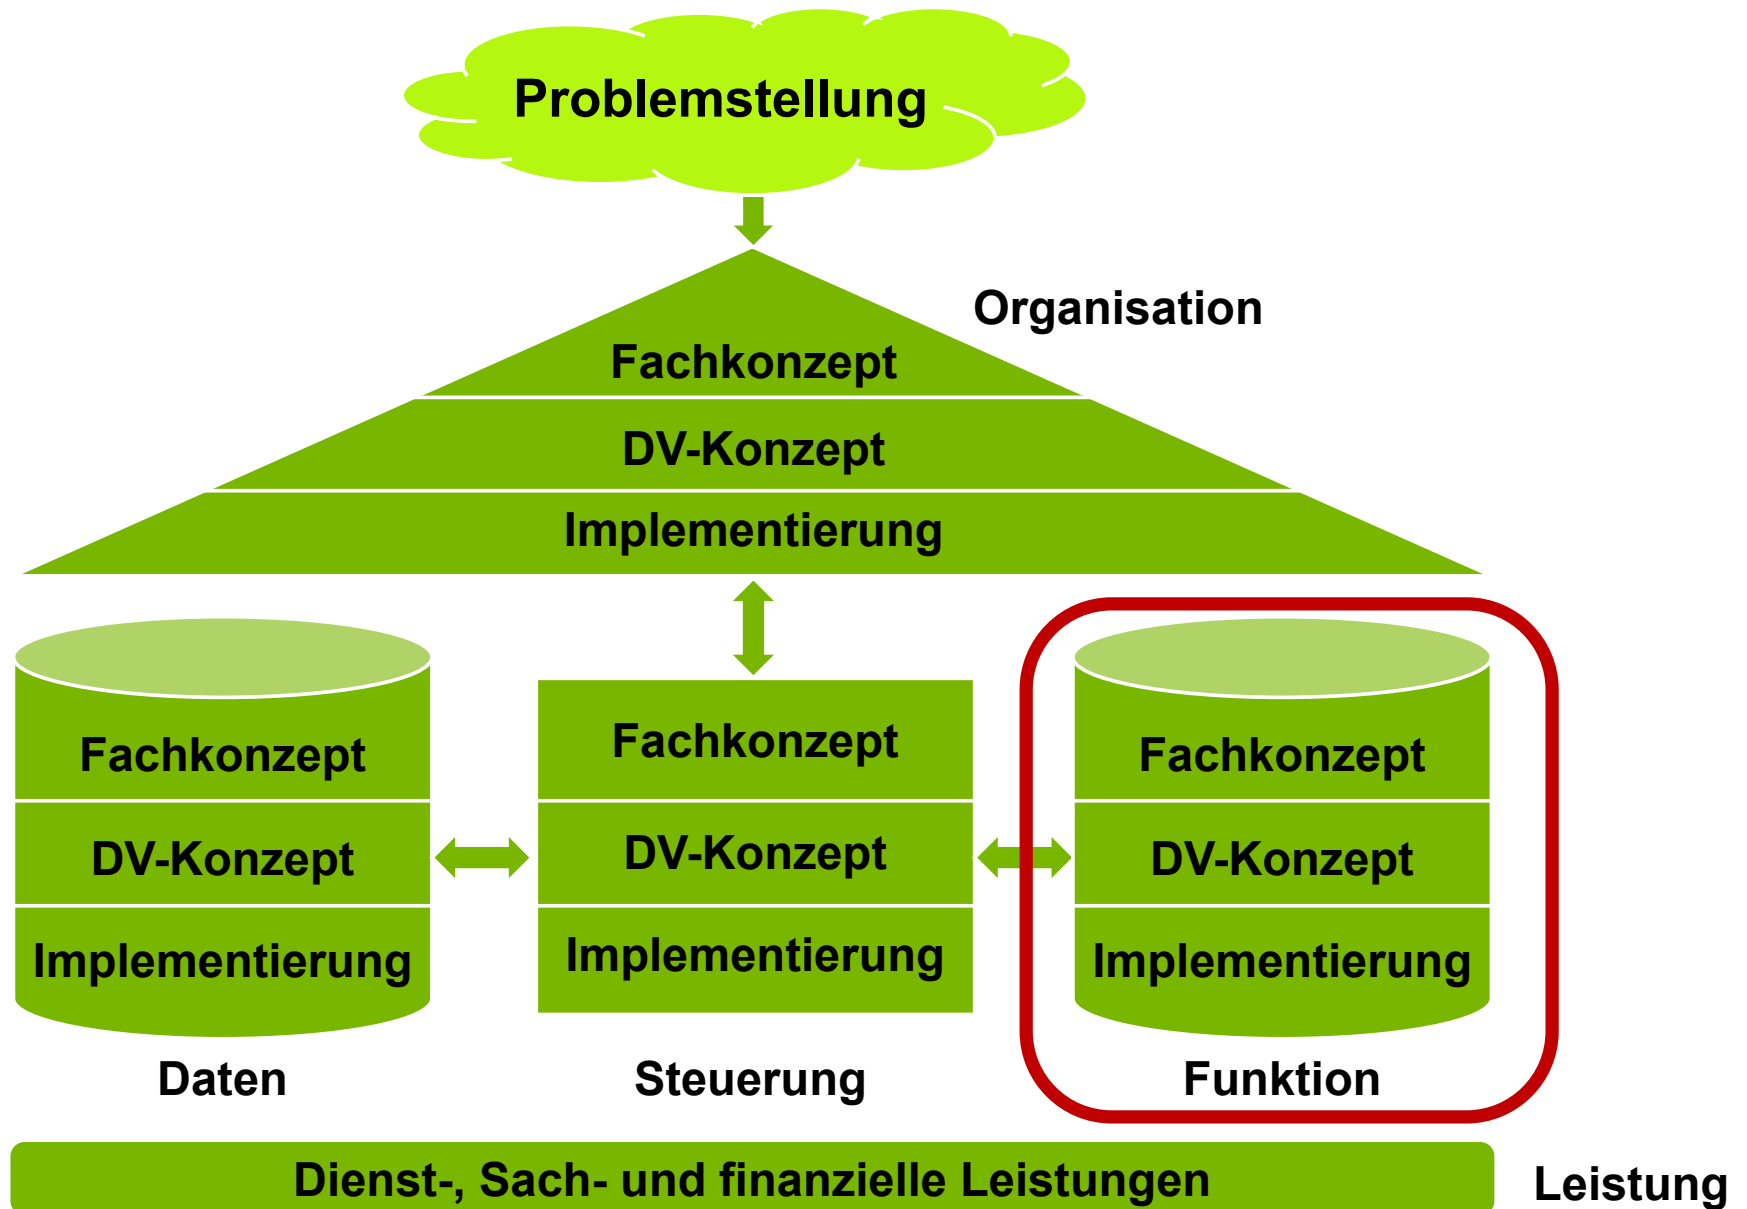 Problemstellung
Organisation
Fachkonzept
DV-Konzept
Implementierung
Fachkonzept
DV-Konzept
Implementierung
Daten
Fachkonzept
DV-Konzept
Implementierung
Steuerung
Fachkonzept
DV-Konzept
Implementierung
Funktion
Dienst-, Sach- und finanzielle Leistungen
Leistung